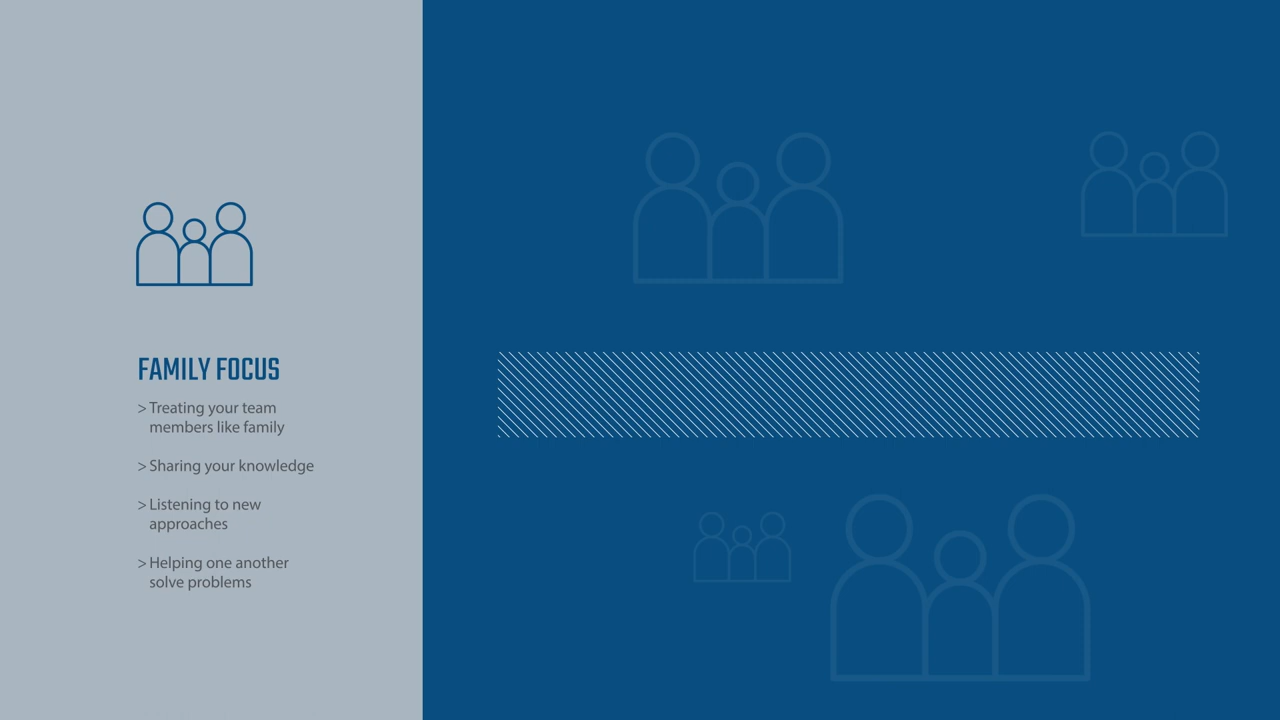 FAMILY FOCUS
> Treating your team
members like family
> Sharing your knowledge
> Listening to new
approaches
> Helping one another
solve problems